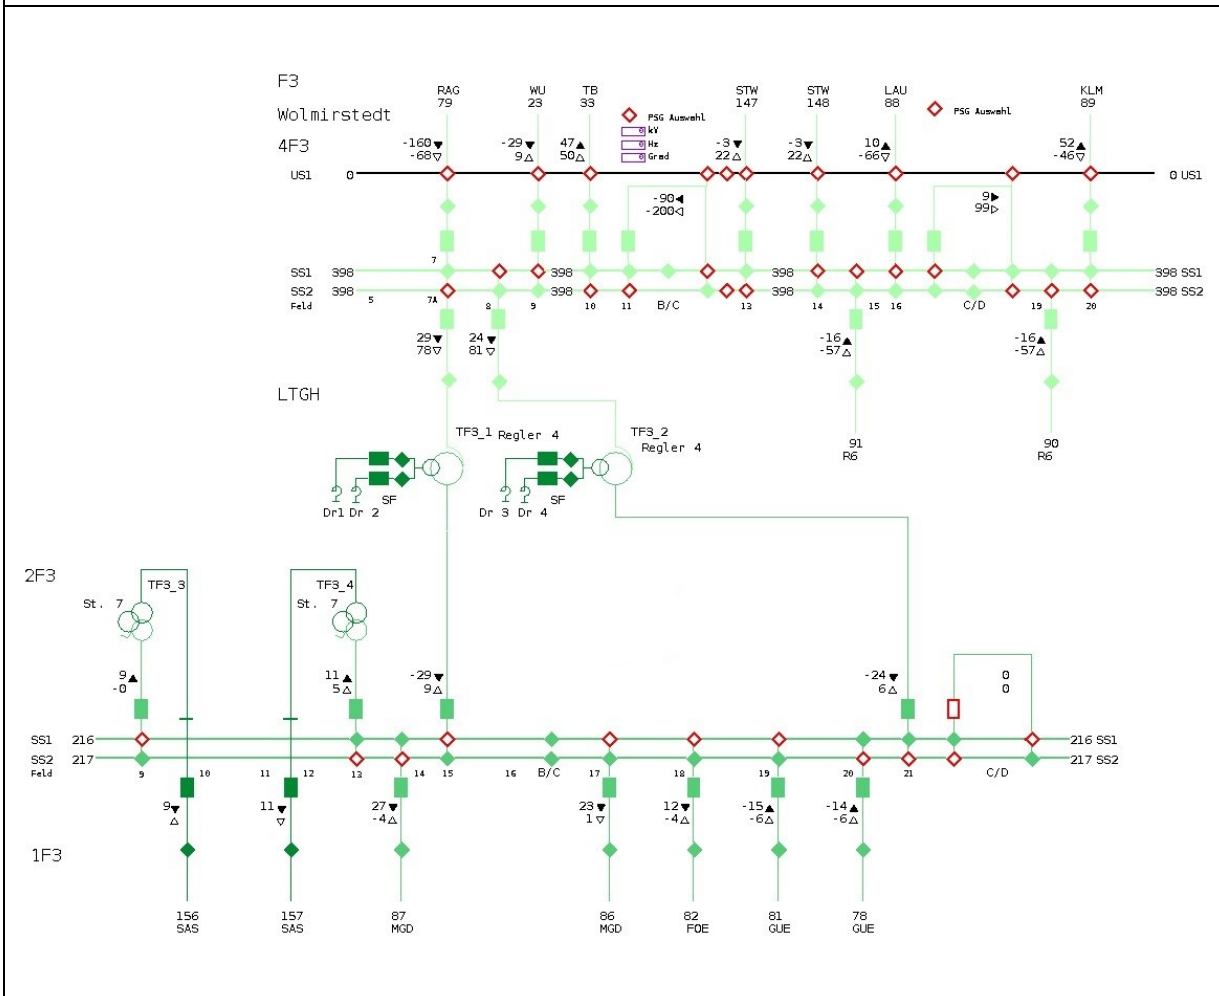 F3
Wolmirstedt
4F3
RAG
79
WU
23
TB
33
PSG Auswahl
0 kV
0 Hz
0 Grad
STW
147
STW
148
LAU
88
PSG Auswahl
KLM
89
-160
-68
-29
9
47
50
-3
22
-3
22
10
-66
52
-46
US1 0
0 US1
-90
-200
9
99
7
SS1 398 398 398 398 SS1
SS2 398 398 398 398 SS2
Feld 5 7A 8 9 10 11 B/C 13 14 15 16 C/D 19 20
29
78
24
81
-16
-57
-16
-57
LTGH
TF3_1 Regler 4
TF3_2
Regler 4
91
R6
90
R6
SF
Dr1 Dr 2
SF
Dr 3 Dr 4
2F3
TF3_3
St. 7
TF3_4
St. 7
9
-0
11
5
-29
9
-24
6
0
0
SS1 216 216 SS1
SS2 217 217 SS2
Feld 9 10 11 12 13 14 15 16 B/C 17 18 19 20 21 C/D
9
11
27
-4
23
1
12
-4
-15
-6
-14
-6
1F3
156
SAS
157
SAS
87
MGD
86
MGD
82
FOE
81
GUE
78
GUE